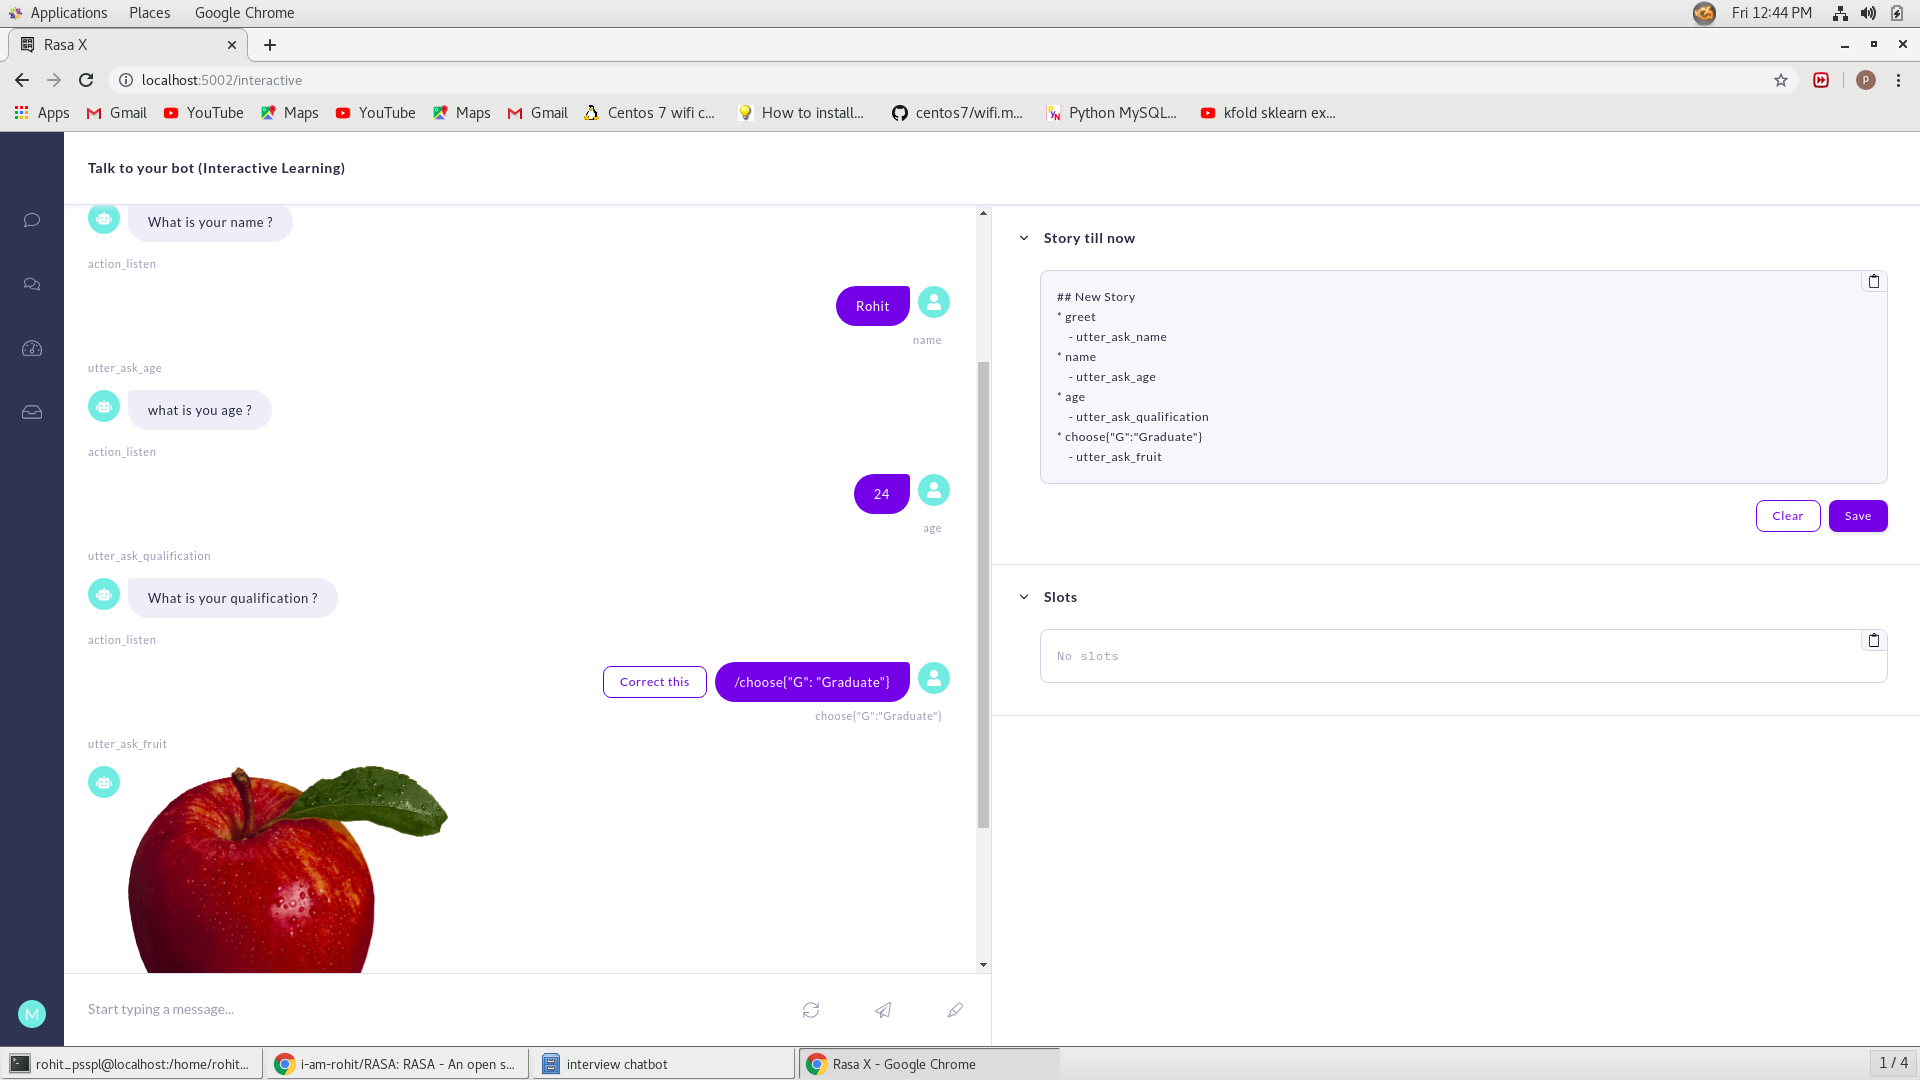 Applications Places Google Chrome Fri 12:44 PM
Rasa X
localhost:5002/interactive
P
Apps Gmail YouTube Maps YouTube Maps Gmail Centos 7 wifi c... How to install... centos7/wifi.m... Python MySQL... kfold sklearn ex...
Talk to your bot (Interactive Learning)
What is your name ?
action_listen
Rohit
name
utter_ask_age
what is you age ?
action_listen
24
age
utter_ask_qualification
What is your qualification ?
action_listen
Correct this
/choose{"G": "Graduate"}
choose{"G":"Graduate"}
utter_ask_fruit
Start typing a message...
M
Story till now
## New Story
* greet
- utter_ask_name
* name
- utter_ask_age
* age
- utter_ask_qualification
* choose{"G":"Graduate"}
- utter_ask_fruit
Clear Save
Slots
No slots
rohit_psspl@localhost:/home/rohit... i-am-rohit/RASA: RASA - An open s... interview chatbot Rasa X - Google Chrome 1 / 4